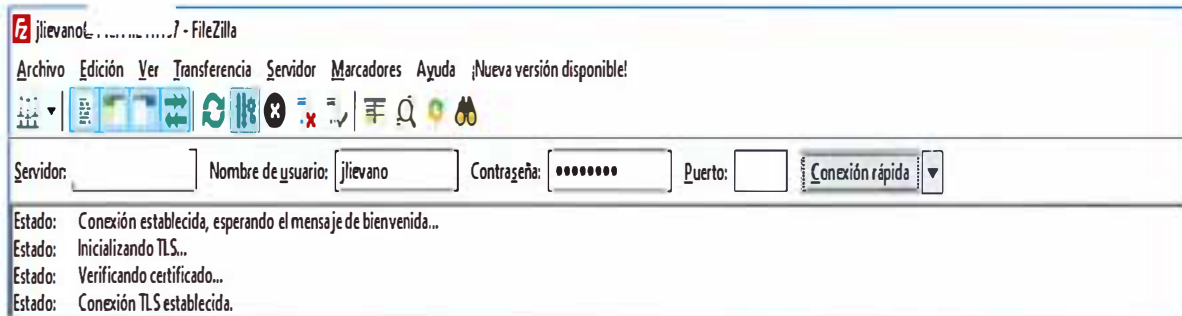 jlievano - FileZilla
Archivo Edición Ver Transferencia Servidor Marcadores Ayuda ¡Nueva versión disponible!
Servidor: Nombre de usuario: jlievano Contraseña: •••••••• Puerto: Conexión rápida
Estado: Conexión establecida, esperando el mensaje de bienvenida...
Estado: Inicializando TLS...
Estado: Verificando certificado...
Estado: Conexión TLS establecida.